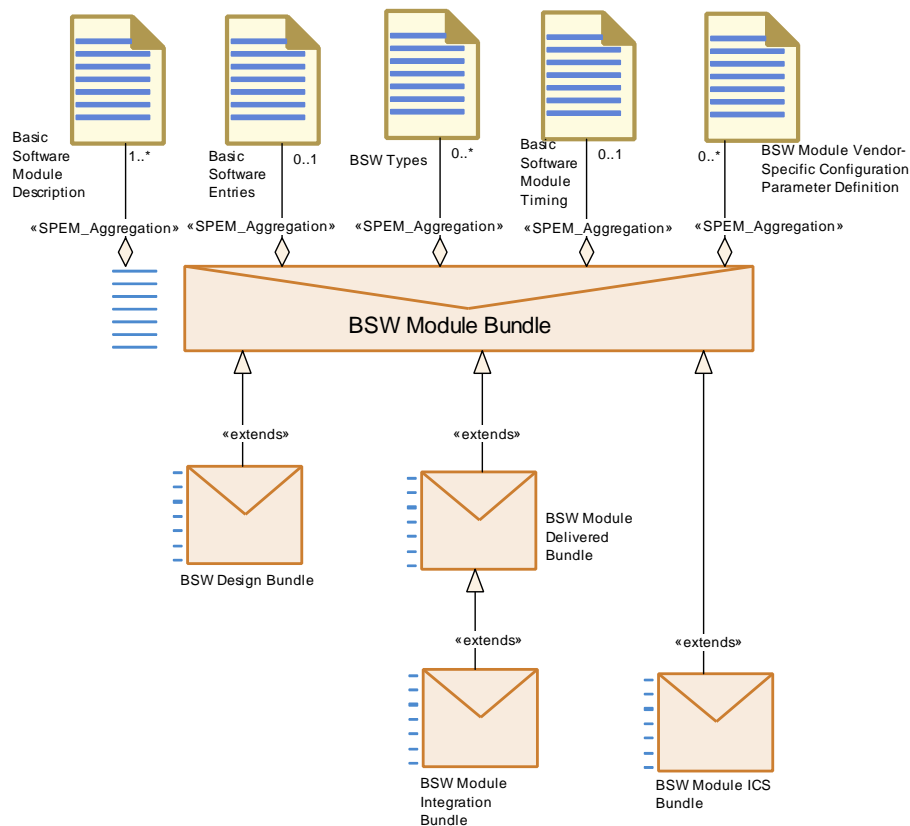 Basic
Software
Module
Description
1..*
Basic
Software
Entries
0..1
BSW Types
0..*
Basic
Software
Module
Timing
0..1
0..*
BSW Module Vendor-
Specific Configuration
Parameter Definition
«SPEM_Aggregation»
«SPEM_Aggregation»
«SPEM_Aggregation»
«SPEM_Aggregation»
«SPEM_Aggregation»
BSW Module Bundle
«extends»
«extends»
BSW Design Bundle
BSW Module
Delivered
Bundle
«extends»
«extends»
BSW Module
Integration
Bundle
BSW Module ICS
Bundle